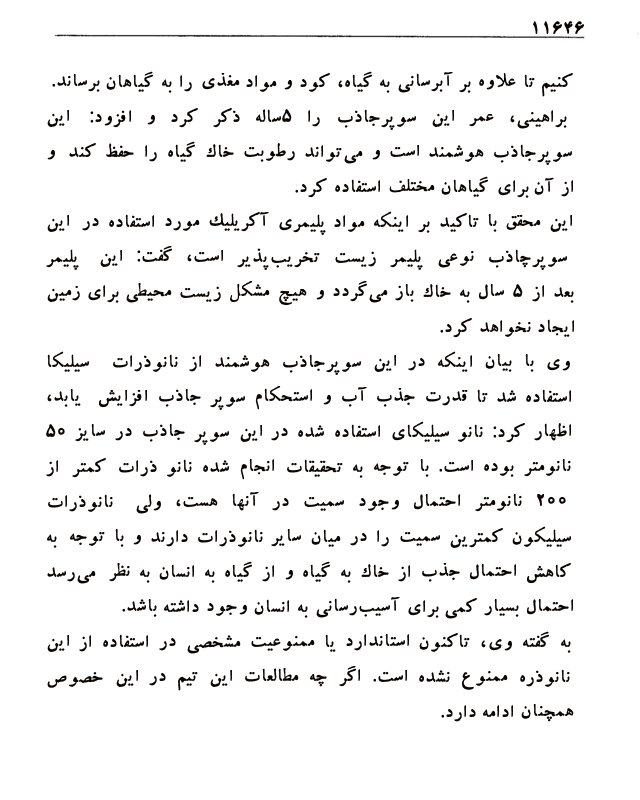 ۱۱۶۴۶
کنیم تا علاوه بر آبرسانی به گیاه، کود و مواد مغذی را به گیاهان برساند.
براهینی، عمر این سوپرجاذب را ۵ساله ذکر کرد و افزود: این
سوپرجاذب هوشمند است و می‌تواند رطوبت خاك گیاه را حفظ کند و
از آن برای گیاهان مختلف استفاده کرد.
این محقق با تاکید بر اینکه مواد پلیمری آکریلیك مورد استفاده در این
سوپرچاذب نوعی پلیمر زیست تخریب‌پذیر است، گفت: این پلیمر
بعد از ۵ سال به خاك باز می‌گردد و هیچ مشکل زیست محیطی برای زمین
ایجاد نخواهد کرد.
وی با بیان اینکه در این سوپرجاذب هوشمند از نانوذرات سیلیکا
استفاده شد تا قدرت جذب آب و استحکام سوپر جاذب افزایش یابد،
اظهار کرد: نانو سیلیکای استفاده شده در این سوپر جاذب در سایز ۵۰
نانومتر بوده است. با توجه به تحقیقات انجام شده نانو ذرات کمتر از
۲۰۰ نانومتر احتمال وجود سمیت در آنها هست، ولی نانوذرات
سیلیکون کمترین سمیت را در میان سایر نانوذرات دارند و با توجه به
کاهش احتمال جذب از خاك به گیاه و از گیاه به انسان به نظر می‌رسد
احتمال بسیار کمی برای آسیب‌رسانی به انسان وجود داشته باشد.
به گفته وی، تاکنون استاندارد یا ممنوعیت مشخصی در استفاده از این
نانوذره ممنوع نشده است. اگر چه مطالعات این تیم در این خصوص
همچنان ادامه دارد.